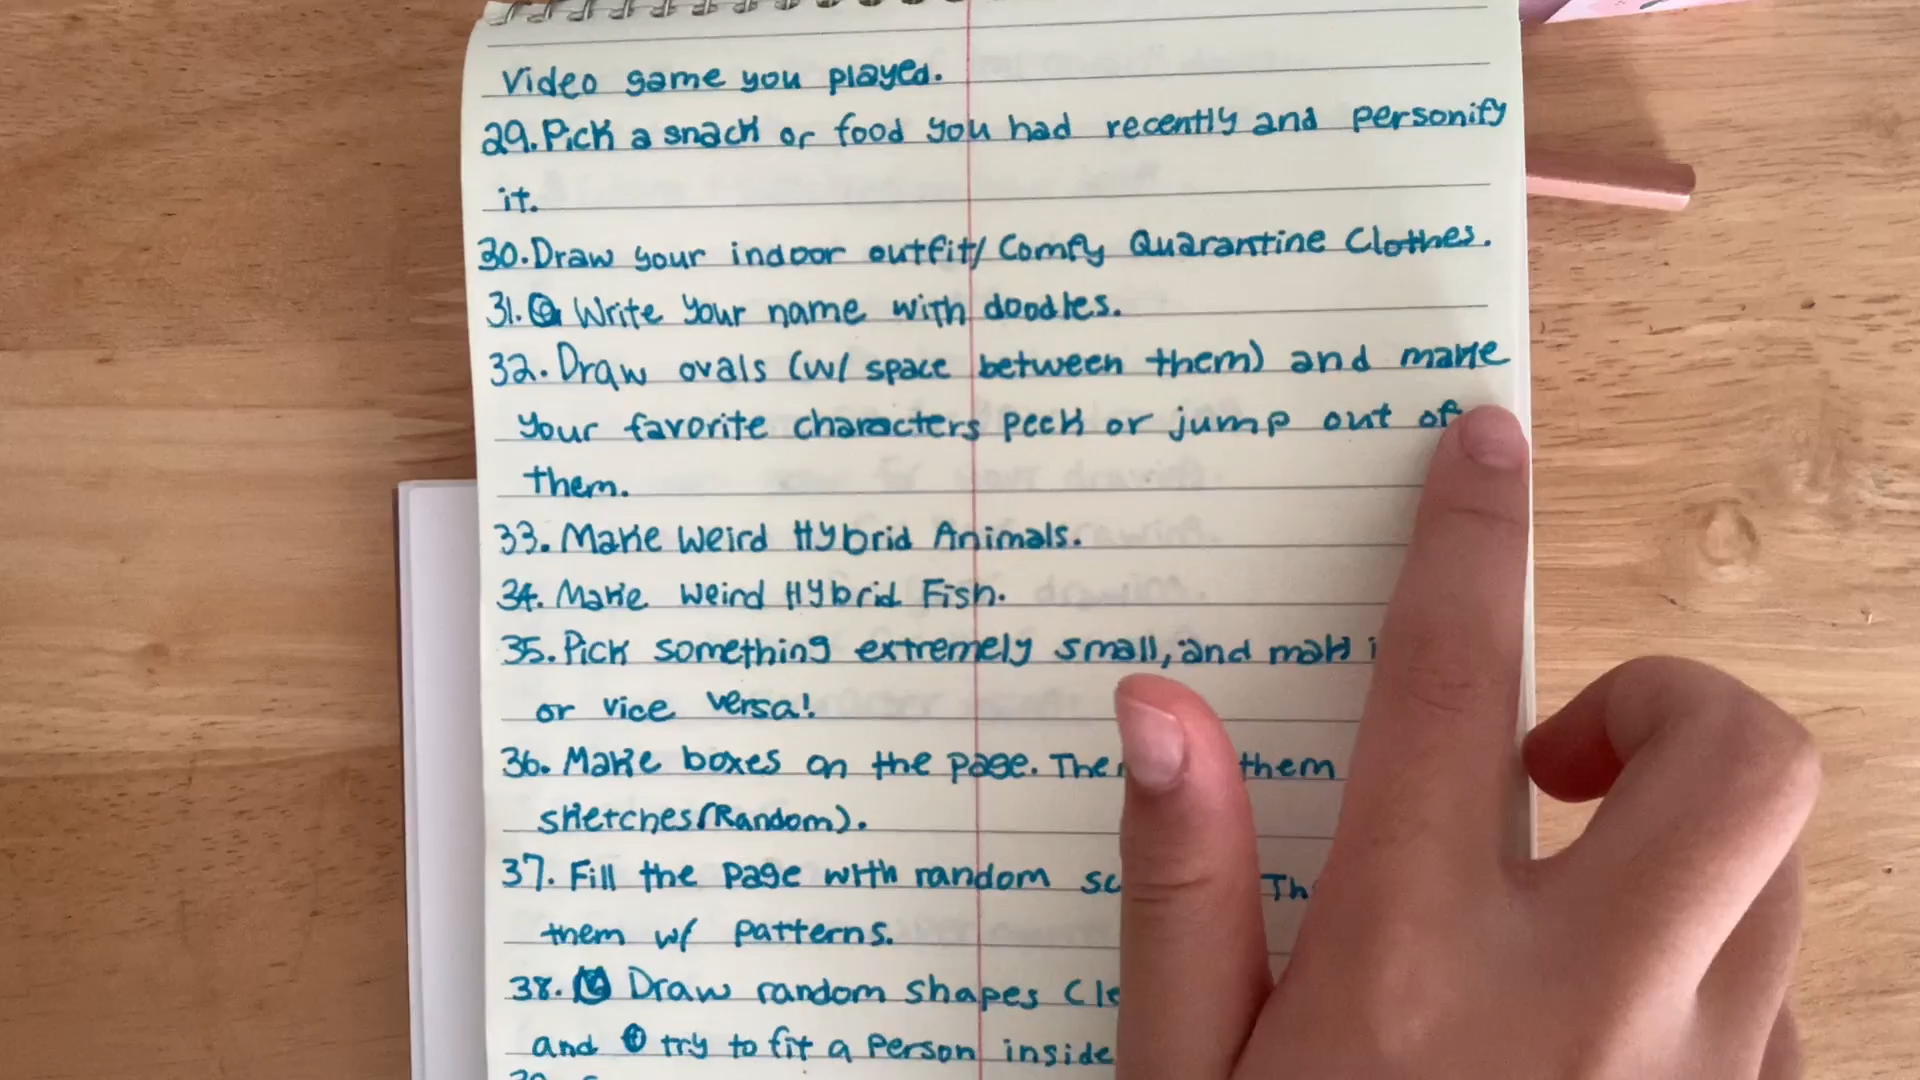 Video game you played.
29. Pick a snack or food you had recently and personify
it.
30. Draw your indoor outfit/ Comfy Quarantine Clothes.
31. Write your name with doodles.
32. Draw ovals (w/ space between them) and make
your favorite characters peek or jump out of
them.
33. Make Weird Hybrid Animals.
34. Make weird Hybrid Fish.
35. Pick something extremely small, and mak
or vice versa!
36. Make boxes on the page. them
sketches (Random).
37. Fill the page with random
them w/ patterns.
38. Draw random shapes
and try to fit a person inside